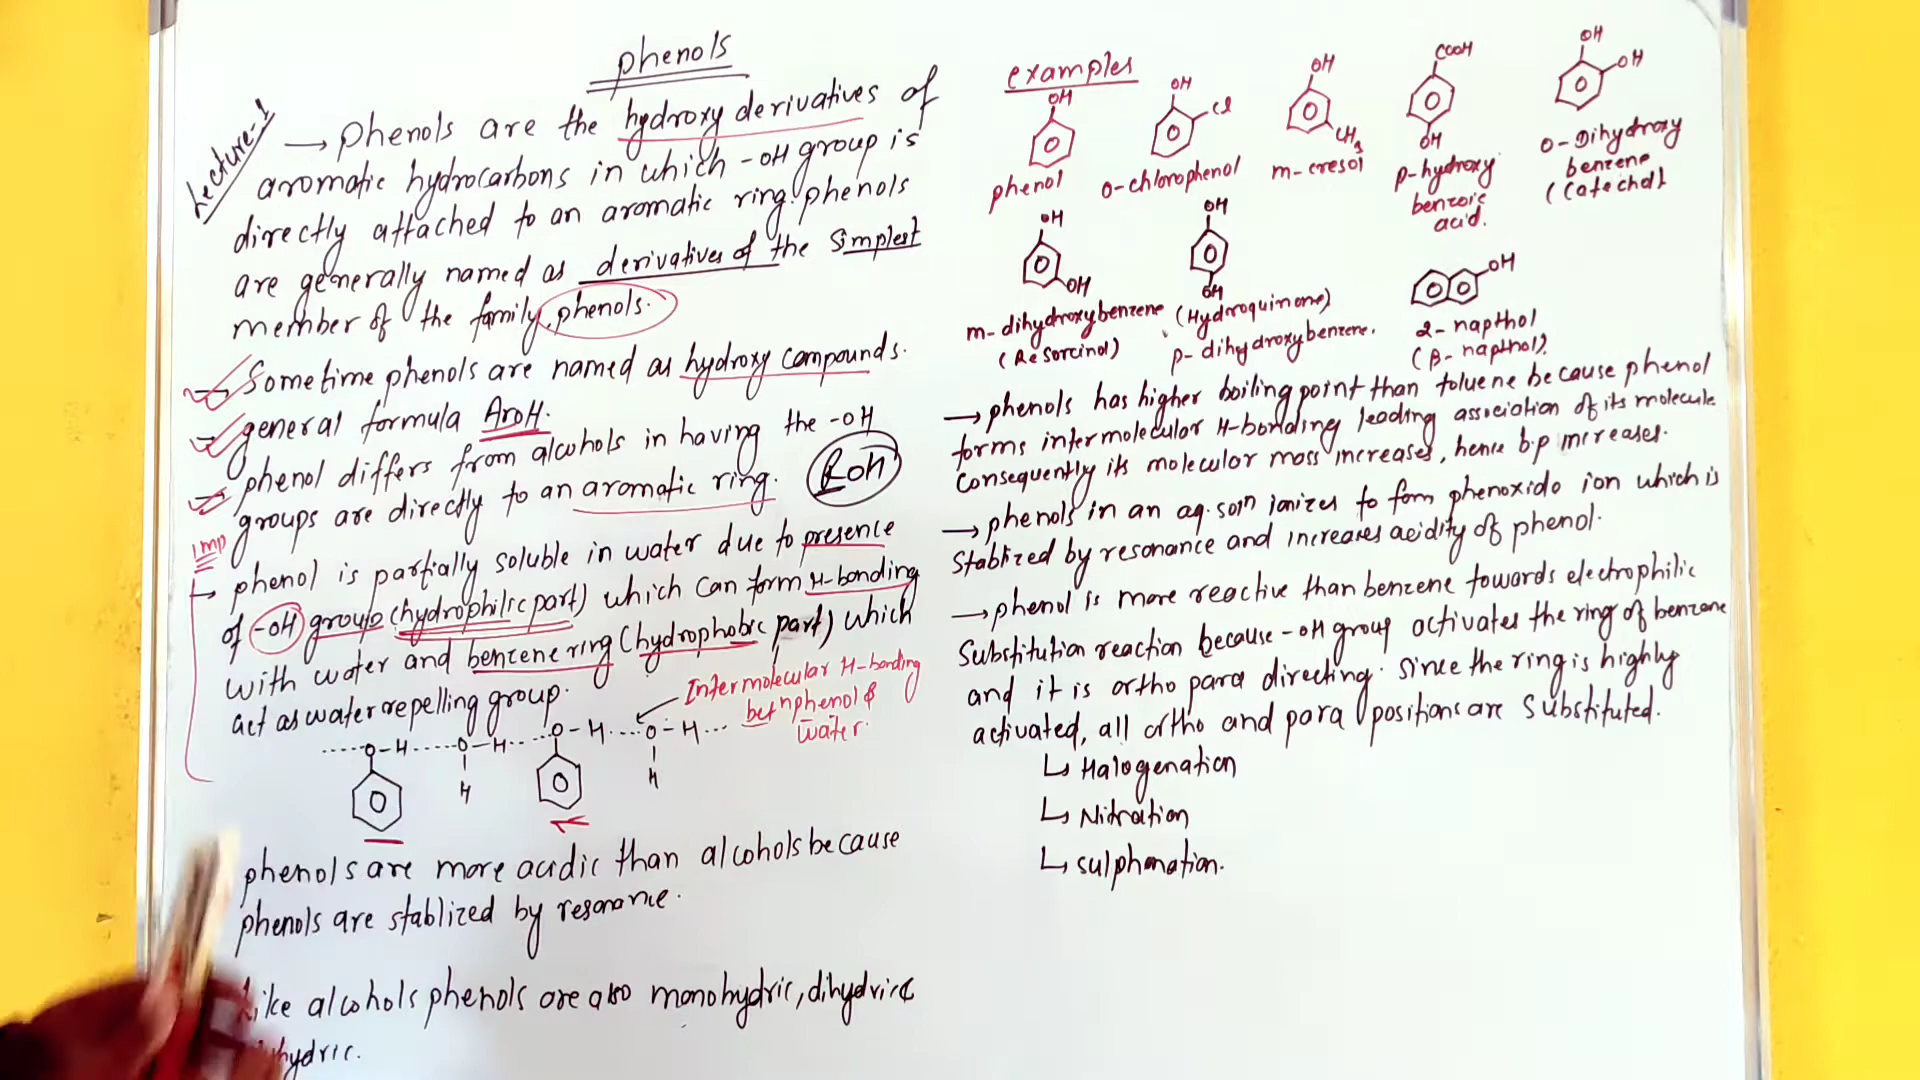 phenols
Lecture-1
→ phenols are the hydroxy derivatives of
aromatic hydrocarbons in which -OH group is
directly attached to an aromatic ring. phenols
are generally named as derivatives of the simplest
member of the family, phenols.
→ Sometime phenols are named as hydroxy compounds.
→ general formula AroH.
→ phenol differs from alcohols in having the -OH
groups are directly to an aromatic ring. RoH
imp
→ phenol is partially soluble in water due to presence
of -OH group (hydrophilic part) which can form H-bonding
with water and benzene ring (hydrophobic part) which
act as water repelling group.
Intermolecular H-bonding
betn phenol &
water.
-----O-H-----O-H-----O-H-----O-H---
H H
phenols are more acidic than alcohols because
phenols are stablized by resonance.
Like alcohols phenols are also monohydric, dihydric
hydric.
examples
OH OH Cl OH CH3 COOH OH OH OH
phenol o-chlorophenol m-cresol p-hydroxy benzoic acid. o-Dihydroxy benzene (Catechol)
OH OH OH OH OH
m-dihydroxybenzene (Resorcinol) (Hydroquinone) p-dihydroxybenzene. 2-napthol (β-napthol).
→ phenols has higher boiling point than toluene because phenol
forms intermolecular H-bonding leading association of its molecule
consequently its molecular mass increases, hence b.p increases.
→ phenols in an aq. soln ionizes to form phenoxide ion which is
stablized by resonance and increases acidity of phenol.
→ phenol is more reactive than benzene towards electrophilic
Substitution reaction because -OH group activates the ring of benzene
and it is ortho para directing. Since the ring is highly
activated, all ortho and para positions are substituted.
↳ Halogenation
↳ Nitration
↳ sulphonation.